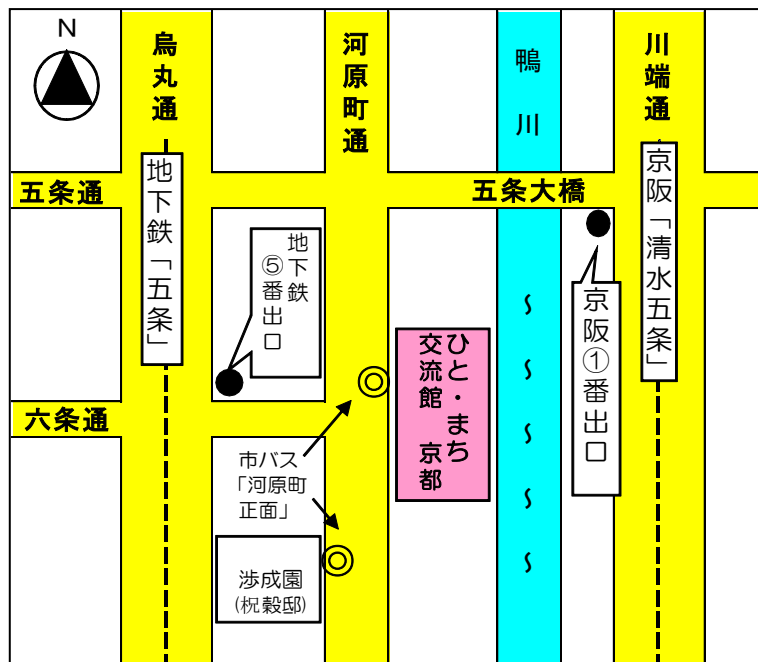 N
烏丸通
河原町通
鴨川
川端通
五条通
五条大橋
地下鉄「五条」
京阪「清水五条」
地下鉄
⑤番出口
京阪①番出口
ひと・まち
交流館 京都
六条通
市バス
「河原町
正面」
渉成園
(枳穀邸)